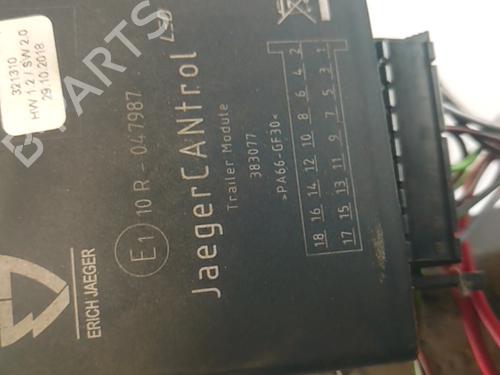 321310
HW 1.2 / SW 2.0
29.10.2018
ERICH JAEGER
E1
10 R - 047987
JaegerCANtrol
Trailer Module
383077
>PA66-GF30<
18 16 14 12 10 8 6 4 2
17 15 13 11 9 7 5 3 1
B PARTS